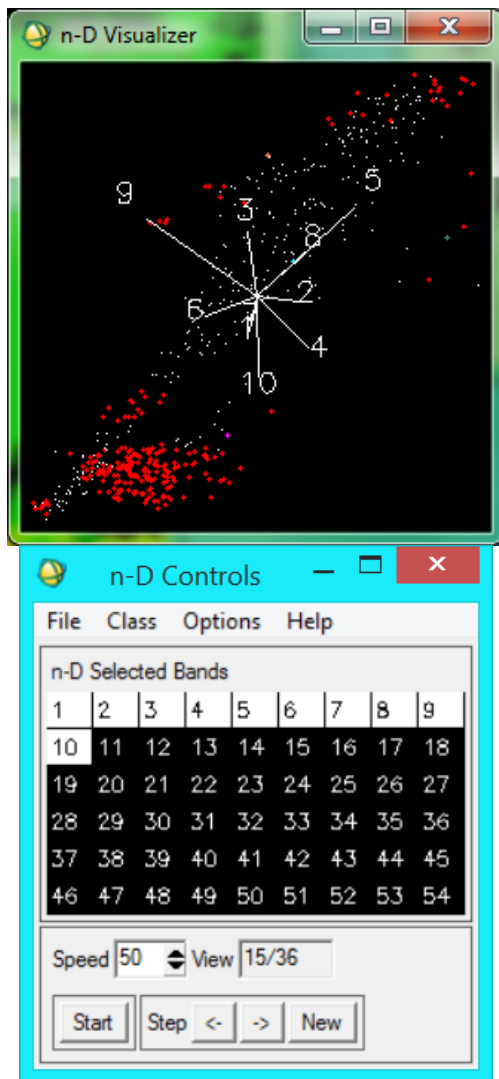 n-D Visualizer
9
5
3
8
2
6
1
4
10
n-D Controls
File Class Options Help
n-D Selected Bands
1 2 3 4 5 6 7 8 9
10 11 12 13 14 15 16 17 18
19 20 21 22 23 24 25 26 27
28 29 30 31 32 33 34 35 36
37 38 39 40 41 42 43 44 45
46 47 48 49 50 51 52 53 54
Speed 50 View 15/36
Start Step <- -> New